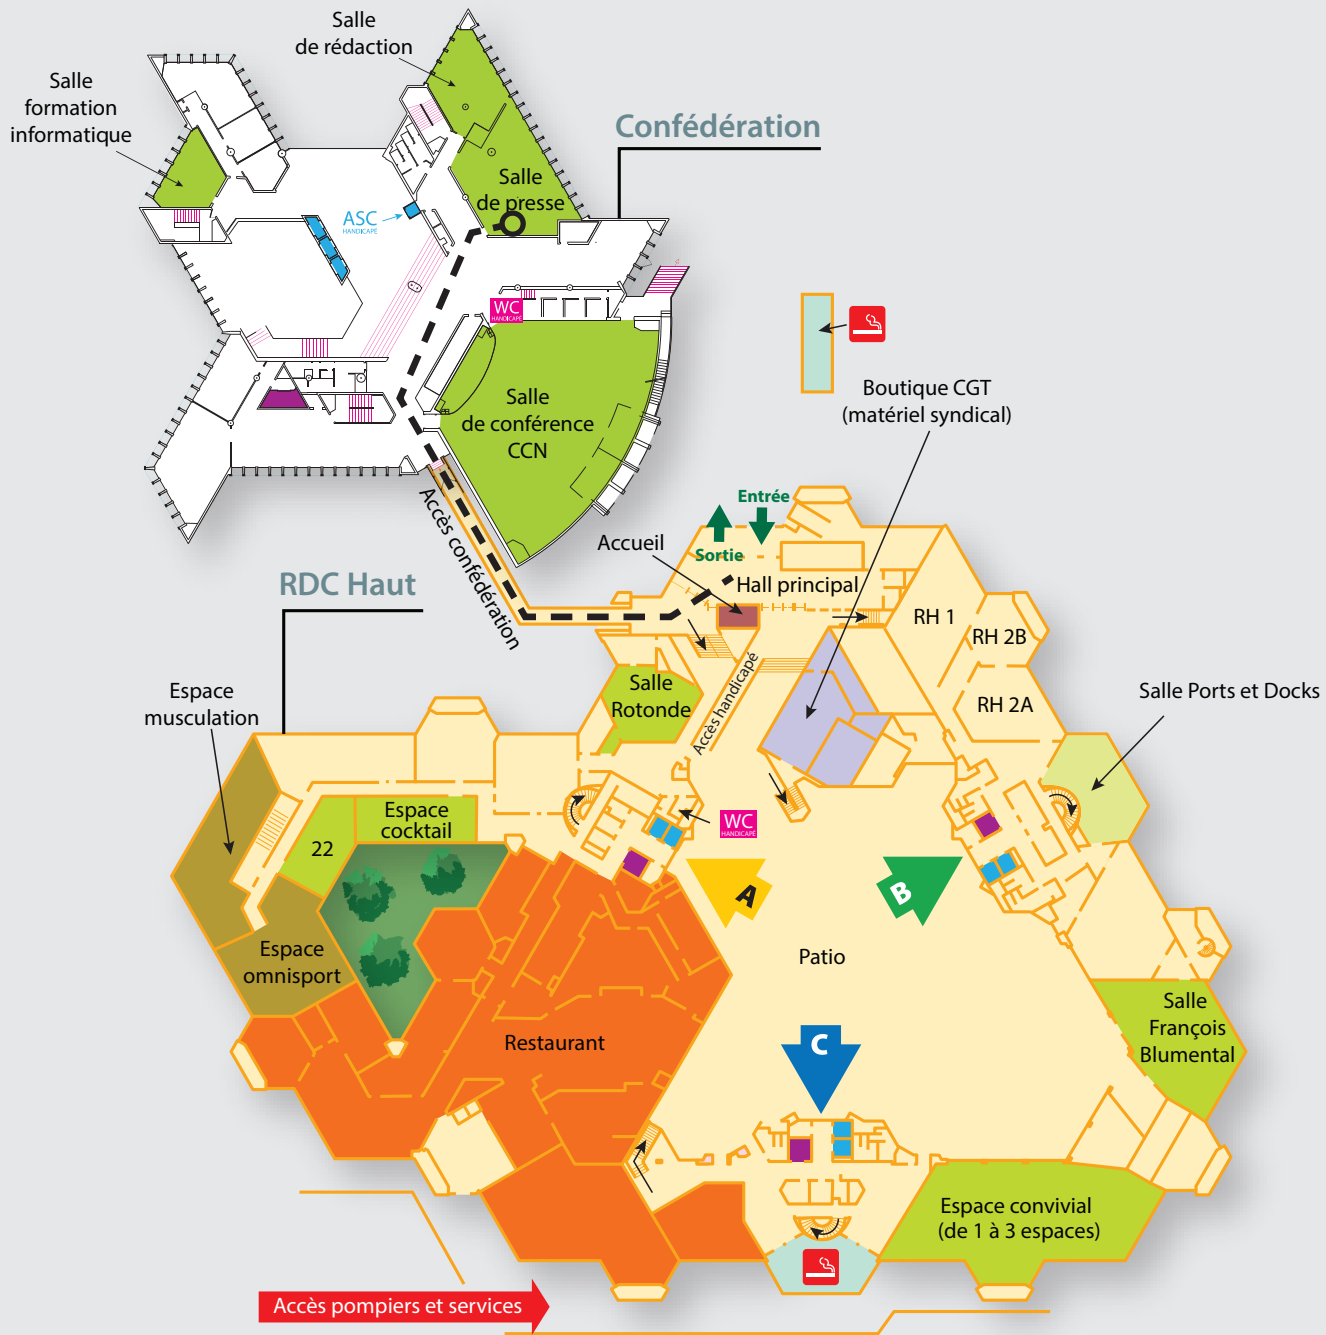 Salle
de rédaction
Salle
formation
informatique
Confédération
Salle
de presse
ASC
HANDICAPÉ
WC
HANDICAPÉ
Boutique CGT
(matériel syndical)
Salle
de conférence
CCN
Accès confédération
Entrée
Sortie
Accueil
Hall principal
RDC Haut
RH 1
RH 2B
RH 2A
Salle Ports et Docks
Espace
musculation
Salle
Rotonde
Accès handicapé
Espace
cocktail
22
WC
HANDICAPÉ
A
B
Espace
omnisport
Patio
Salle
François
Blumental
Restaurant
C
Espace convivial
(de 1 à 3 espaces)
Accès pompiers et services